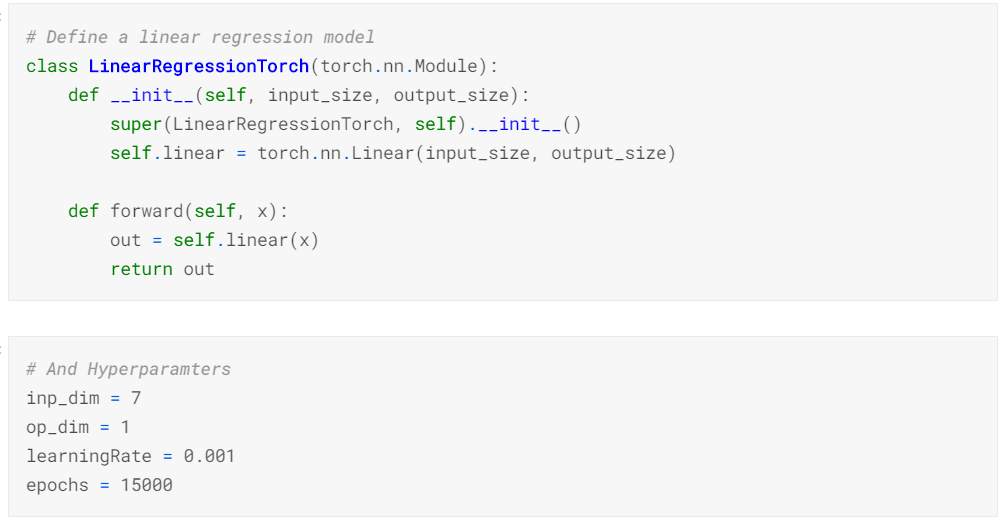 # Define a linear regression model
class LinearRegressionTorch(torch.nn.Module):
    def __init__(self, input_size, output_size):
        super(LinearRegressionTorch, self).__init__()
        self.linear = torch.nn.Linear(input_size, output_size)
    def forward(self, x):
        out = self.linear(x)
        return out
# And Hyperparamters
inp_dim = 7
op_dim = 1
learningRate = 0.001
epochs = 15000